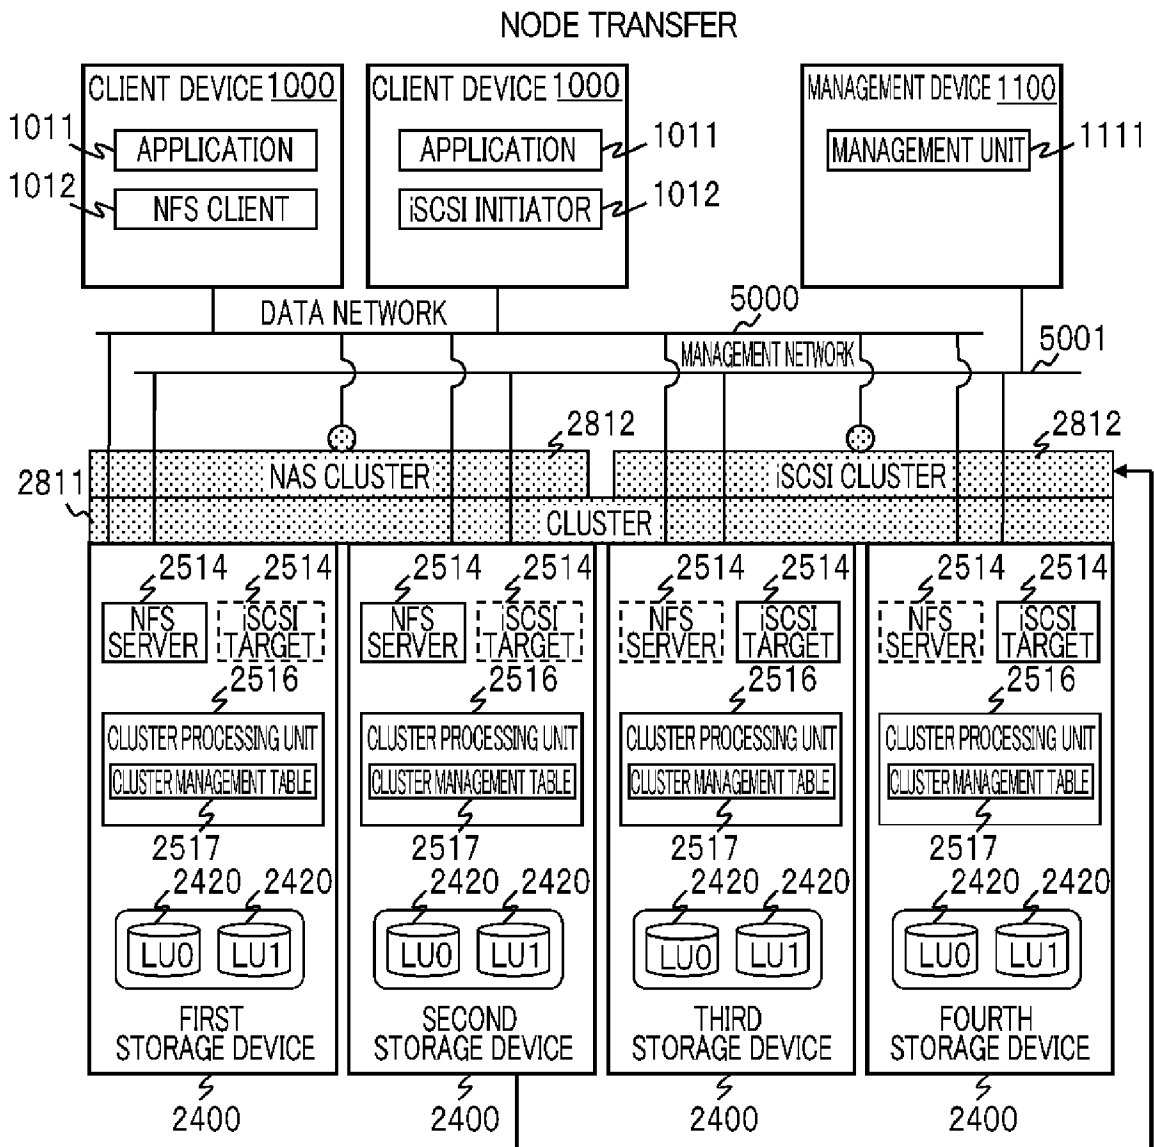 NODE TRANSFER
CLIENT DEVICE 1000
CLIENT DEVICE 1000
MANAGEMENT DEVICE 1100
1011
APPLICATION
APPLICATION
1011
MANAGEMENT UNIT
1111
1012
NFS CLIENT
iSCSI INITIATOR
1012
DATA NETWORK
5000
MANAGEMENT NETWORK
5001
2812
2812
2811
NAS CLUSTER
iSCSI CLUSTER
CLUSTER
2514
2514
2514
2514
2514
2514
2514
2514
NFS
SERVER
iSCSI
TARGET
NFS
SERVER
iSCSI
TARGET
NFS
SERVER
iSCSI
TARGET
NFS
SERVER
iSCSI
TARGET
2516
2516
2516
2516
CLUSTER PROCESSING UNIT
CLUSTER PROCESSING UNIT
CLUSTER PROCESSING UNIT
CLUSTER PROCESSING UNIT
CLUSTER MANAGEMENT TABLE
CLUSTER MANAGEMENT TABLE
CLUSTER MANAGEMENT TABLE
CLUSTER MANAGEMENT TABLE
2517
2517
2517
2517
2420
2420
2420
2420
2420
2420
2420
2420
LU0
LU1
LU0
LU1
LU0
LU1
LU0
LU1
FIRST
STORAGE DEVICE
SECOND
STORAGE DEVICE
THIRD
STORAGE DEVICE
FOURTH
STORAGE DEVICE
2400
2400
2400
2400